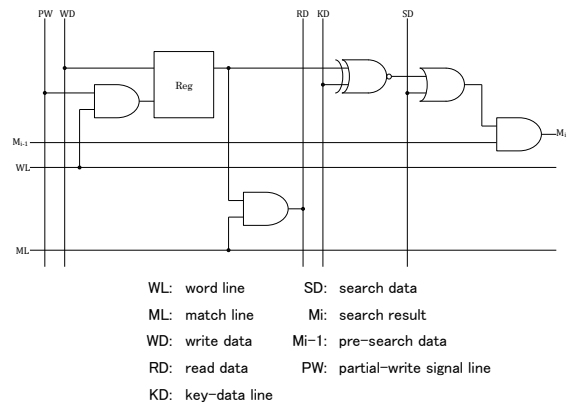 PW WD RD KD SD
Reg
Mi-1
Mi
WL
ML
WL: word line SD: search data
ML: match line Mi: search result
WD: write data Mi-1: pre-search data
RD: read data PW: partial-write signal line
KD: key-data line